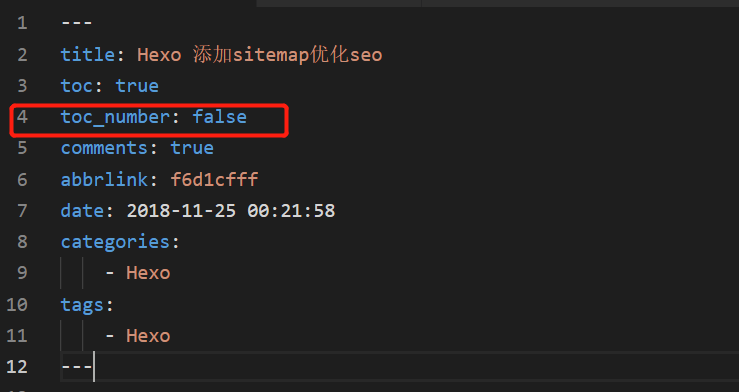 1 ---
2 title: Hexo 添加sitemap优化seo
3 toc: true
4 toc_number: false
5 comments: true
6 abbrlink: f6d1cfff
7 date: 2018-11-25 00:21:58
8 categories:
9 - Hexo
10 tags:
11 - Hexo
12 ---